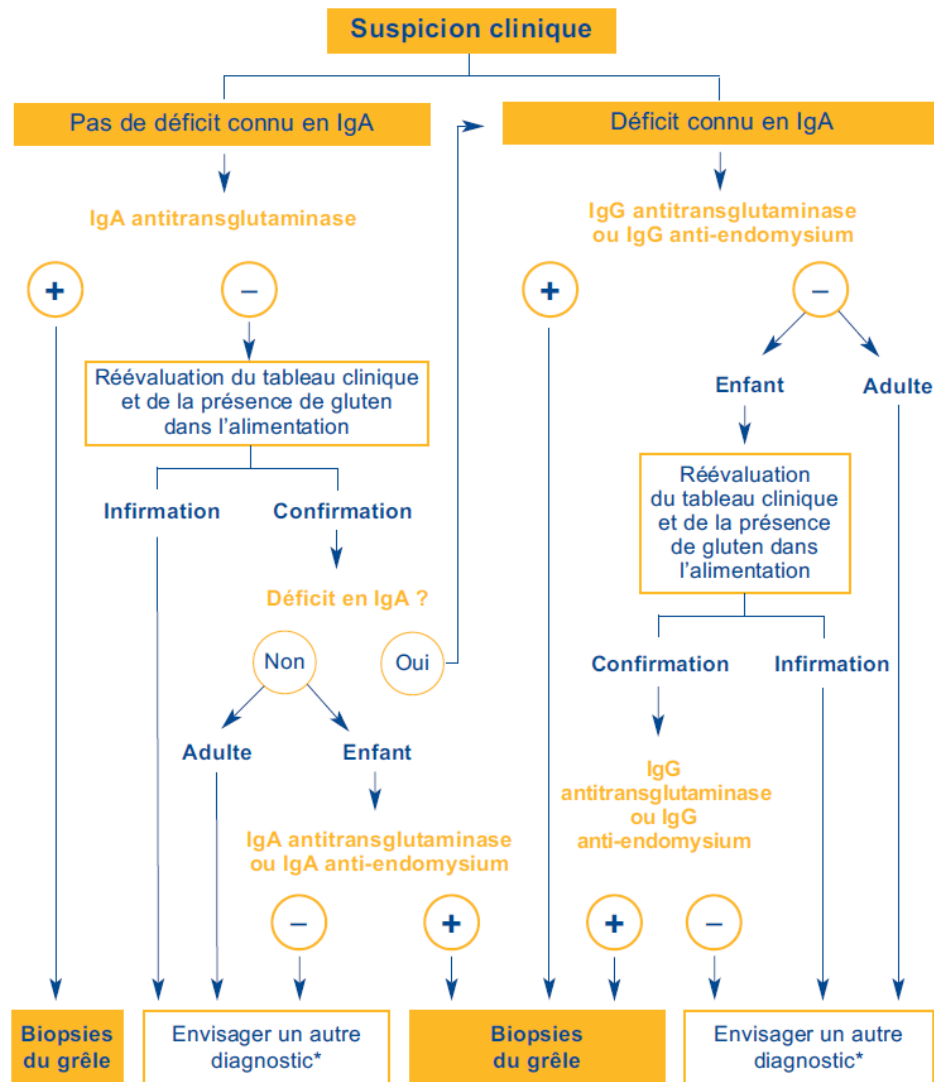 Suspicion clinique
Pas de déficit connu en IgA
Déficit connu en IgA
IgA antitransglutaminase
IgG antitransglutaminase
ou IgG anti-endomysium
+
–
+
–
Réévaluation du tableau clinique
et de la présence de gluten
dans l'alimentation
Enfant
Adulte
Infirmation
Confirmation
Réévaluation
du tableau clinique
et de la présence
de gluten dans
l'alimentation
Déficit en IgA ?
Non
Oui
Confirmation
Infirmation
Adulte
Enfant
IgG
antitransglutaminase
ou IgG
anti-endomysium
IgA antitransglutaminase
ou IgA anti-endomysium
–
+
+
–
Biopsies
du grêle
Envisager un autre
diagnostic*
Biopsies
du grêle
Envisager un autre
diagnostic*